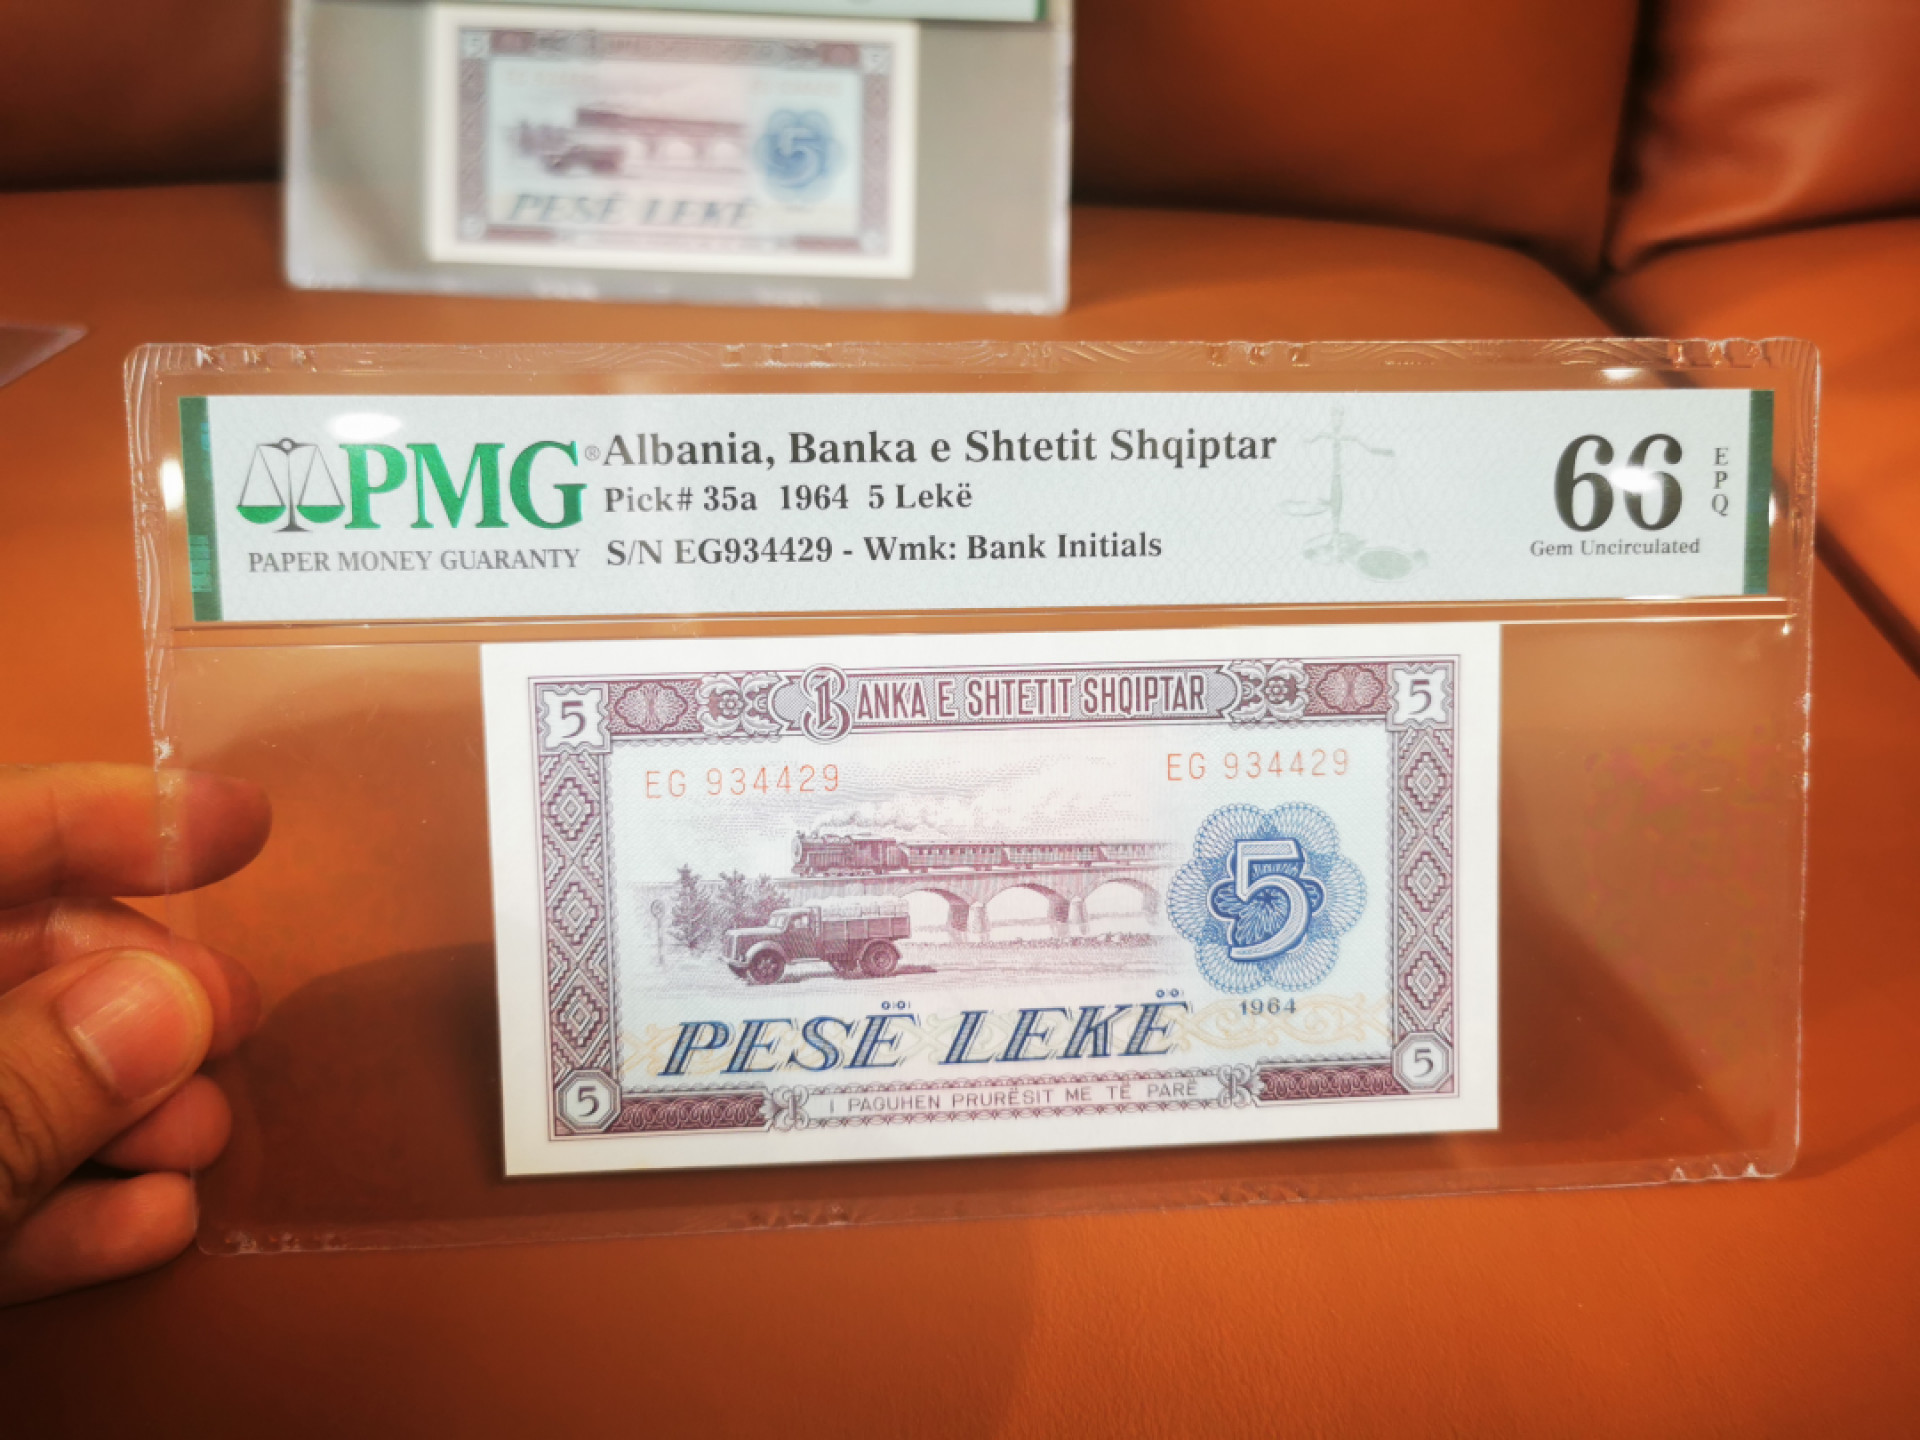 5
PESË LEKË
PMG®
PAPER MONEY GUARANTY
Albania, Banka e Shtetit Shqiptar
Pick# 35a 1964 5 Lekë
S/N EG934429 - Wmk: Bank Initials
66
EPQ
Gem Uncirculated
5 BANKA E SHTETIT SHQIPTAR 5
EG 934429 EG 934429
5
1964
PESË LEKË
5 I PAGUHEN PRURËSIT ME TË PARË 5